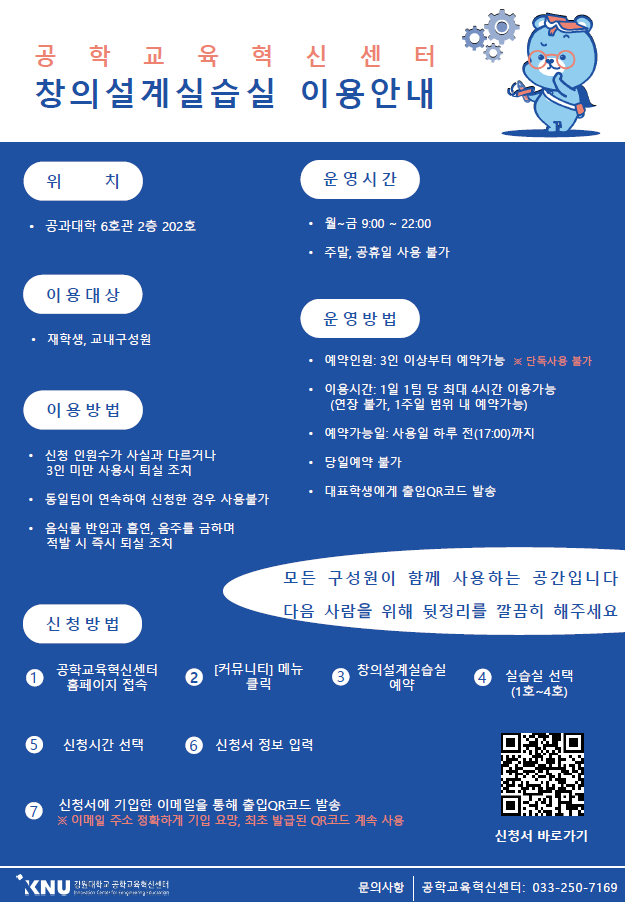 공학교육혁신센터
창의설계실습실 이용안내
위 치
• 공과대학 6호관 2층 202호
이용대상
• 재학생, 교내구성원
이용방법
• 신청 인원수가 사실과 다르거나
3인 미만 사용시 퇴실 조치
• 동일팀이 연속하여 신청한 경우 사용불가
• 음식물 반입과 흡연, 음주를 금하며
적발 시 즉시 퇴실 조치
운영시간
• 월~금 9:00 ~ 22:00
• 주말, 공휴일 사용 불가
운영방법
• 예약인원: 3인 이상부터 예약가능 ※ 단독사용 불가
• 이용시간: 1일 1팀 당 최대 4시간 이용가능
(연장 불가, 1주일 범위 내 예약가능)
• 예약가능일: 사용일 하루 전(17:00)까지
• 당일예약 불가
• 대표학생에게 출입QR코드 발송
모든 구성원이 함께 사용하는 공간입니다
다음 사람을 위해 뒷정리를 깔끔히 해주세요
신청방법
1 공학교육혁신센터
홈페이지 접속
2 [커뮤니티] 메뉴
클릭
3 창의설계실습실
예약
4 실습실 선택
(1호~4호)
5 신청시간 선택
6 신청서 정보 입력
7 신청서에 기입한 이메일을 통해 출입QR코드 발송
※ 이메일 주소 정확하게 기입 요망, 최초 발급된 QR코드 계속 사용
신청서 바로가기
KNU 강원대학교 공학교육혁신센터
Innovation Center for Engineering Education
문의사항 공학교육혁신센터: 033-250-7169